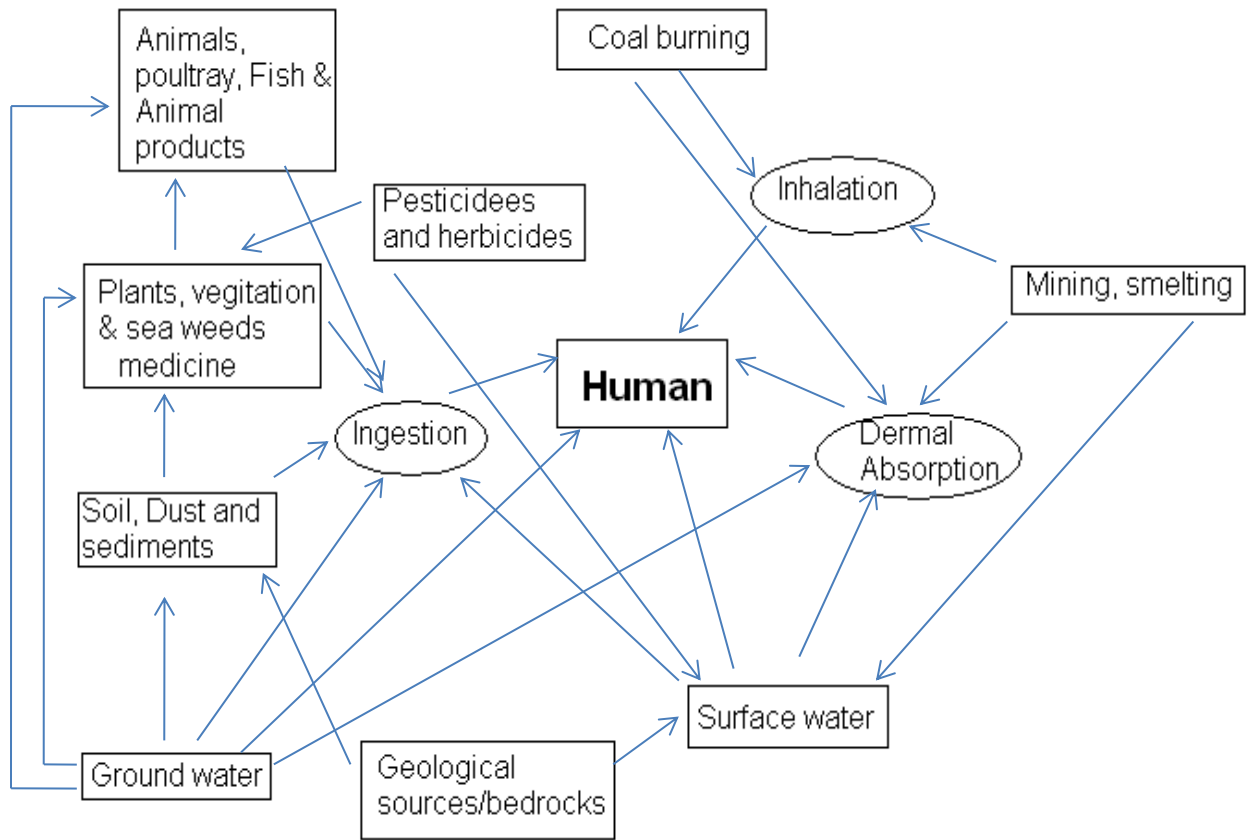 Animals,
poultray, Fish &
Animal
products
Coal burning
Inhalation
Pesticidees
and herbicides
Mining, smelting
Plants, vegitation
& sea weeds
medicine
Human
Ingestion
Dermal
Absorption
Soil, Dust and
sediments
Surface water
Ground water
Geological
sources/bedrocks